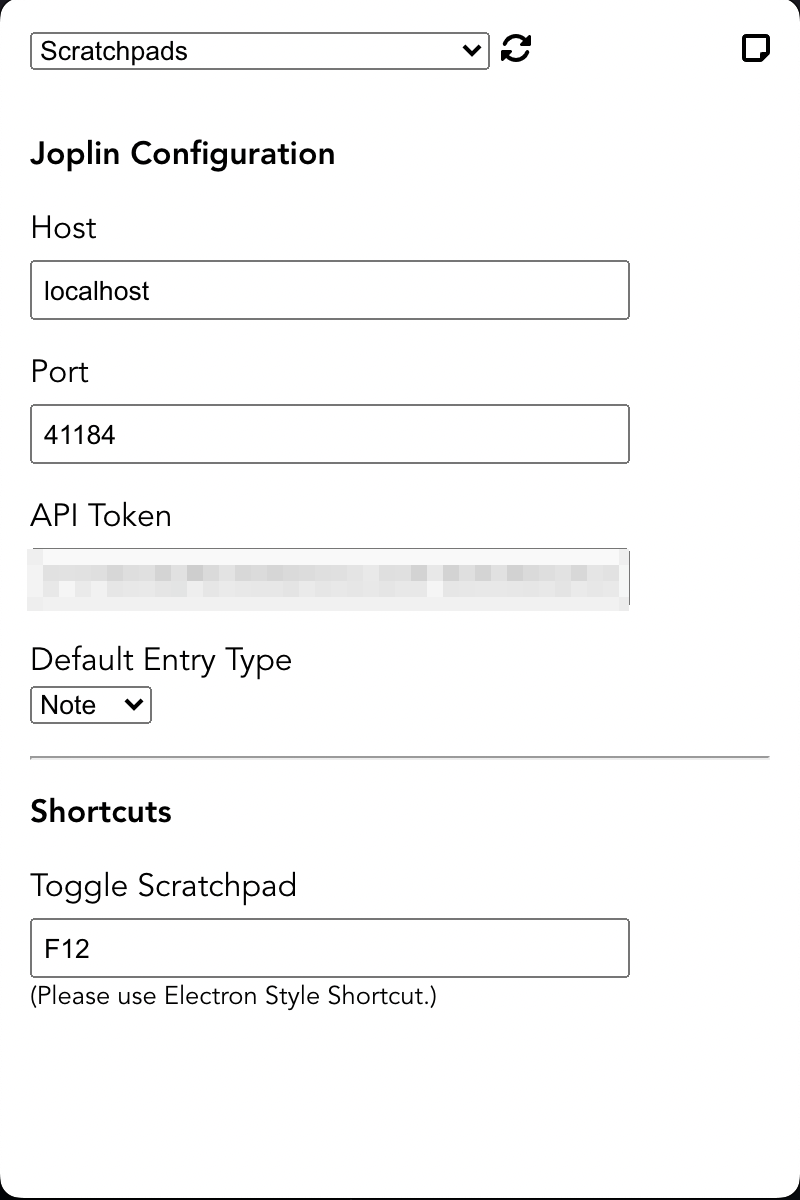 Scratchpads
Joplin Configuration
Host
localhost
Port
41184
API Token
Default Entry Type
Note
Shortcuts
Toggle Scratchpad
F12
(Please use Electron Style Shortcut.)